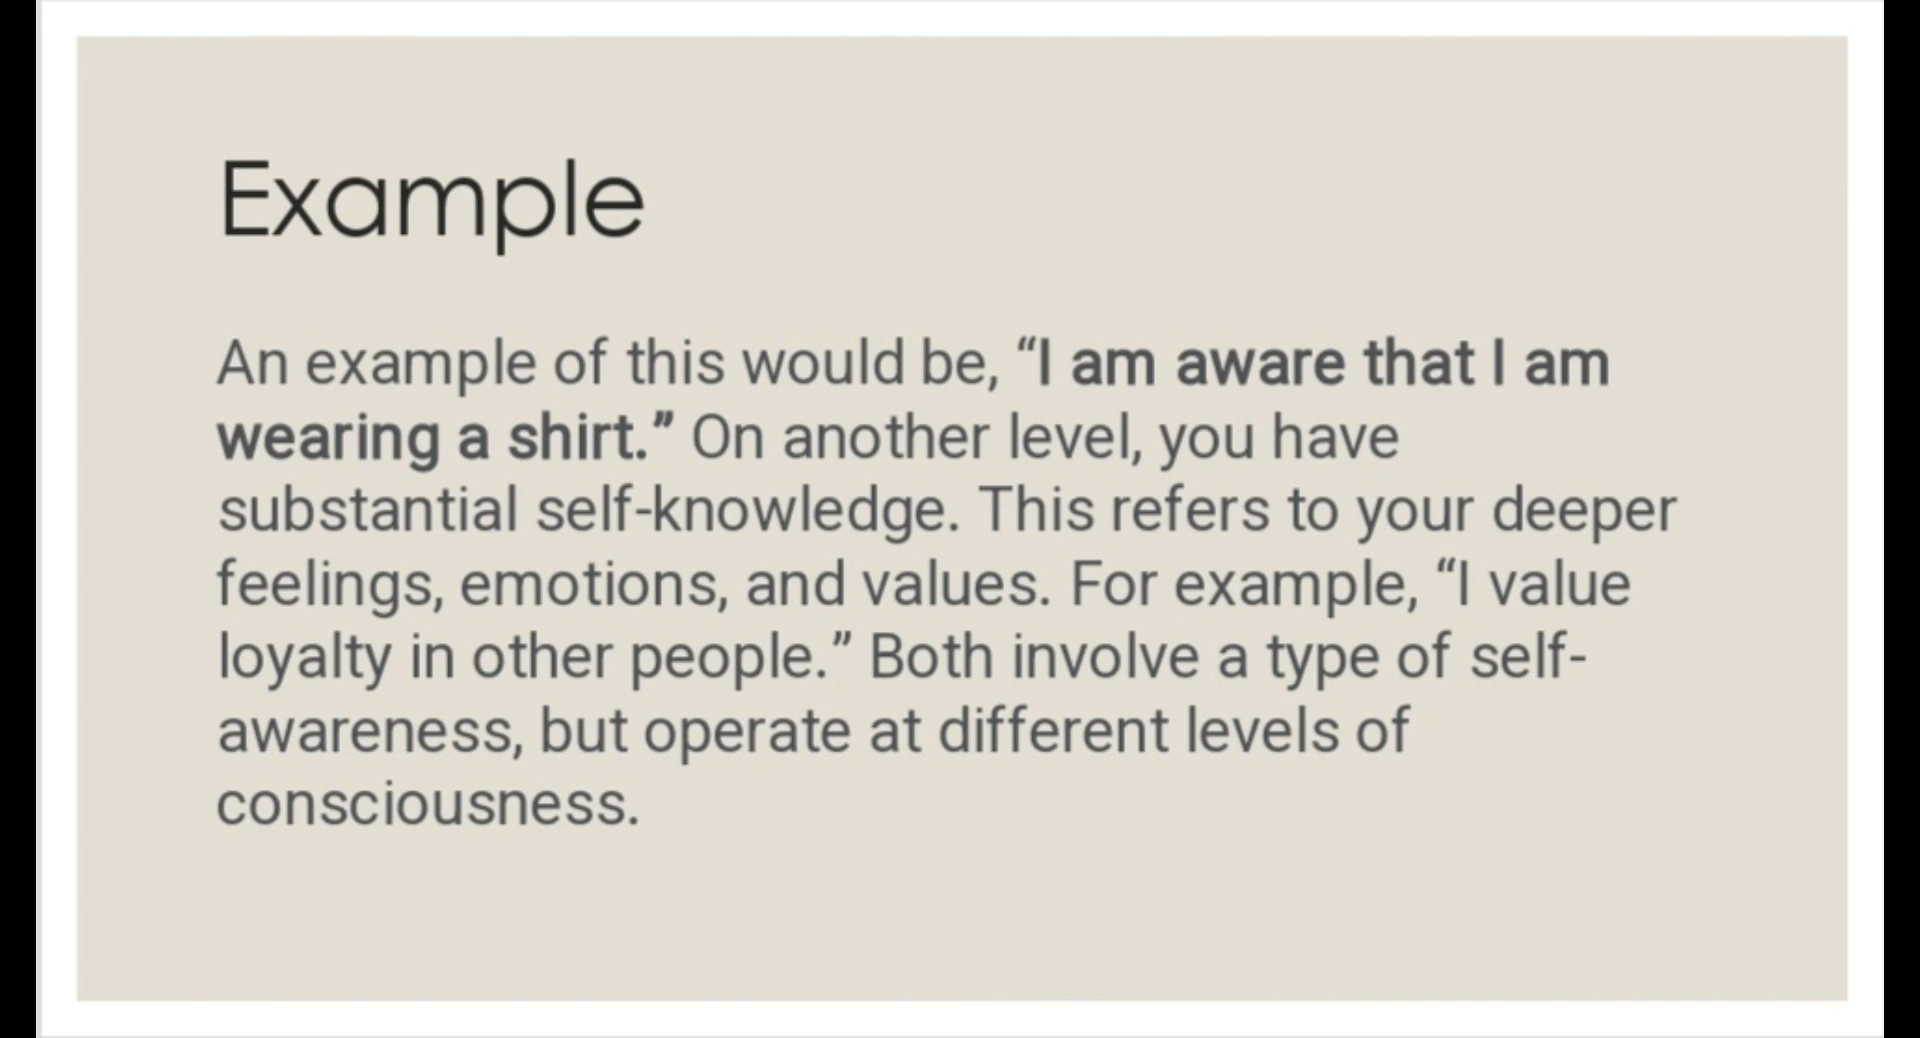 Example
An example of this would be, “I am aware that I am
wearing a shirt.” On another level, you have
substantial self-knowledge. This refers to your deeper
feelings, emotions, and values. For example, “I value
loyalty in other people.” Both involve a type of self-
awareness, but operate at different levels of
consciousness.